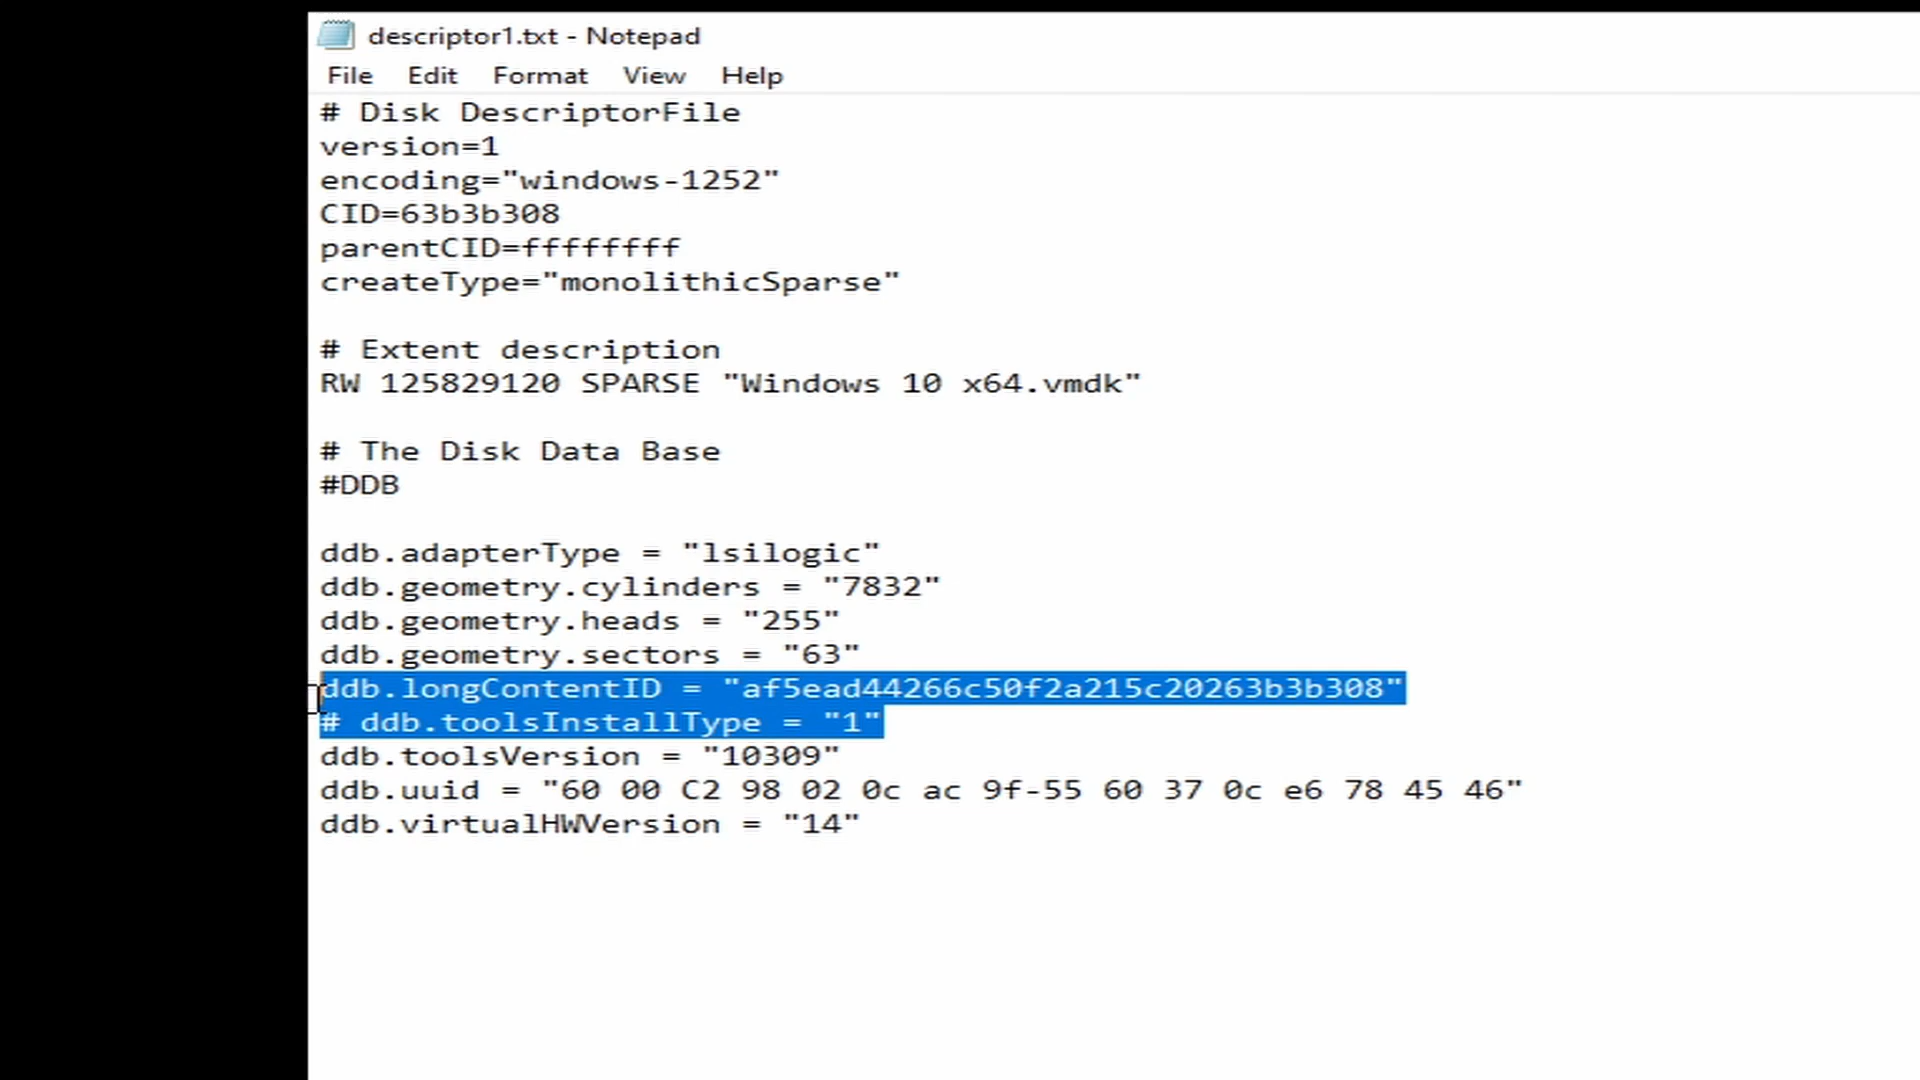 descriptor1.txt - Notepad
File Edit Format View Help
# Disk DescriptorFile
version=1
encoding="windows-1252"
CID=63b3b308
parentCID=ffffffff
createType="monolithicSparse"
# Extent description
RW 125829120 SPARSE "Windows 10 x64.vmdk"
# The Disk Data Base
#DDB
ddb.adapterType = "lsilogic"
ddb.geometry.cylinders = "7832"
ddb.geometry.heads = "255"
ddb.geometry.sectors = "63"
ddb.longContentID = "af5ead44266c50f2a215c20263b3b308"
# ddb.toolsInstallType = "1"
ddb.toolsVersion = "10309"
ddb.uuid = "60 00 C2 98 02 0c ac 9f-55 60 37 0c e6 78 45 46"
ddb.virtualHWVersion = "14"